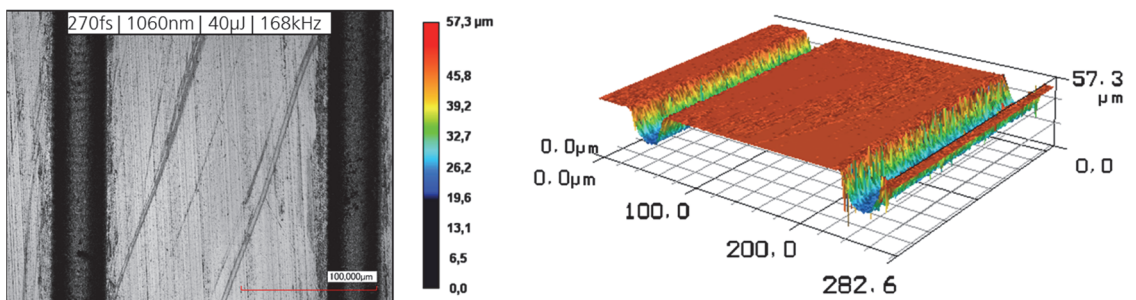 270fs | 1060nm | 40µJ | 168kHz
100,000µm
57,3 µm
45,8
39,2
32,7
26,2
19,6
13,1
6,5
0,0
57.3
µm
0,0
0.0µm
0.0µm
100.0
200.0
282.6